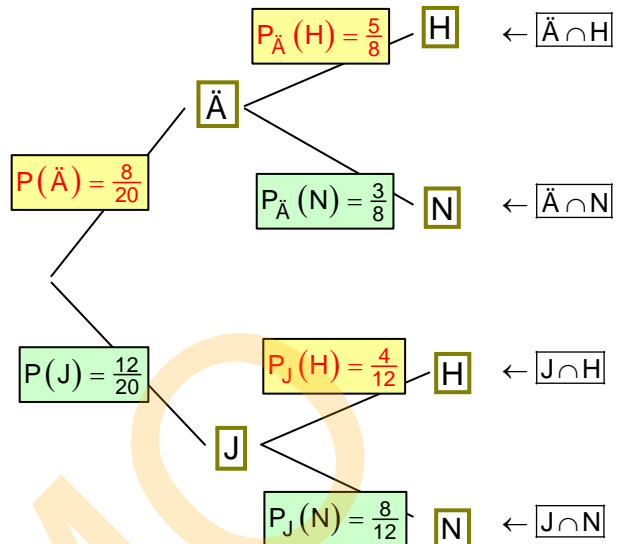 P_Ä (H) = 5/8
H
← Ä ∩ H
Ä
P(Ä) = 8/20
P_Ä (N) = 3/8
N
← Ä ∩ N
P(J) = 12/20
P_J (H) = 4/12
H
← J ∩ H
J
P_J (N) = 8/12
N
← J ∩ N